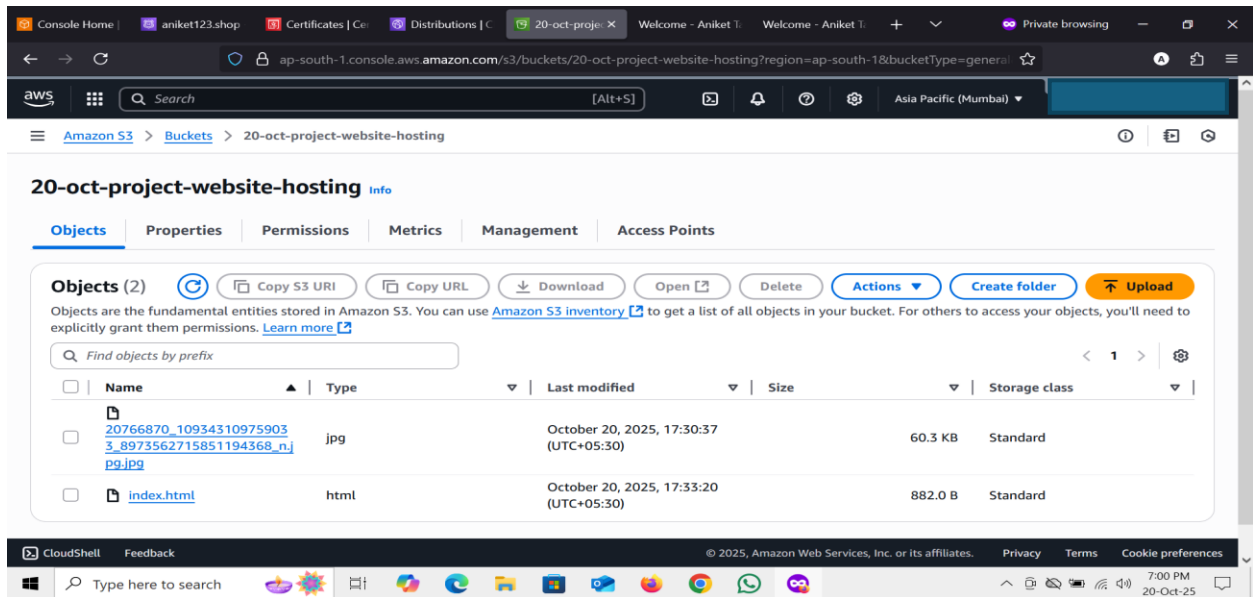 Console Home |
aniket123.shop
Certificates | Cer
Distributions | C
20-oct-projec
Welcome - Aniket Ta
Welcome - Aniket Ta
Private browsing
ap-south-1.console.aws.amazon.com/s3/buckets/20-oct-project-website-hosting?region=ap-south-1&bucketType=general
aws
Search
[Alt+S]
Asia Pacific (Mumbai)
Amazon S3 > Buckets > 20-oct-project-website-hosting
20-oct-project-website-hosting Info
Objects Properties Permissions Metrics Management Access Points
Objects (2) Copy S3 URI Copy URL Download Open Delete Actions Create folder Upload
Objects are the fundamental entities stored in Amazon S3. You can use Amazon S3 inventory to get a list of all objects in your bucket. For others to access your objects, you'll need to
explicitly grant them permissions. Learn more
Find objects by prefix
1
Name Type Last modified Size Storage class
20766870_10934310975903
3_8973562715851194368_n.j
pg.jpg
jpg
October 20, 2025, 17:30:37
(UTC+05:30)
60.3 KB
Standard
index.html
html
October 20, 2025, 17:33:20
(UTC+05:30)
882.0 B
Standard
CloudShell Feedback © 2025, Amazon Web Services, Inc. or its affiliates. Privacy Terms Cookie preferences
Type here to search
7:00 PM
20-Oct-25